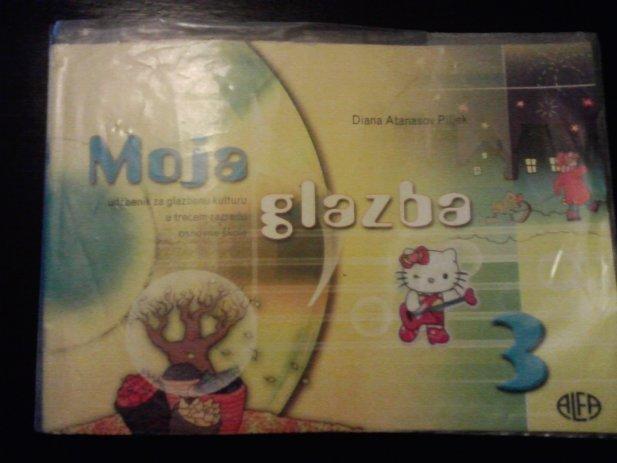 Diana Atanasov Piljek
Moja
glazba
udžbenik za glazbenu kulturu
u trećem razredu
osnovne škole
3
ALFA